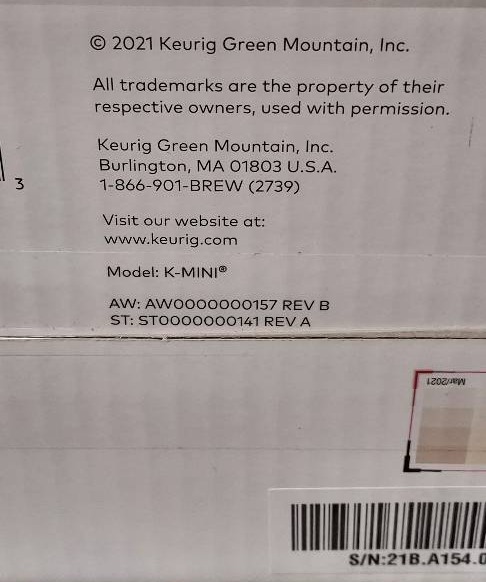 © 2021 Keurig Green Mountain, Inc.
All trademarks are the property of their
respective owners, used with permission.
Keurig Green Mountain, Inc.
Burlington, MA 01803 U.S.A.
3
1-866-901-BREW (2739)
Visit our website at:
www.keurig.com
Model: K-MINI®
AW: AW0000000157 REV B
ST: ST0000000141 REV A
Mar/2021
S/N:21B.A154.0